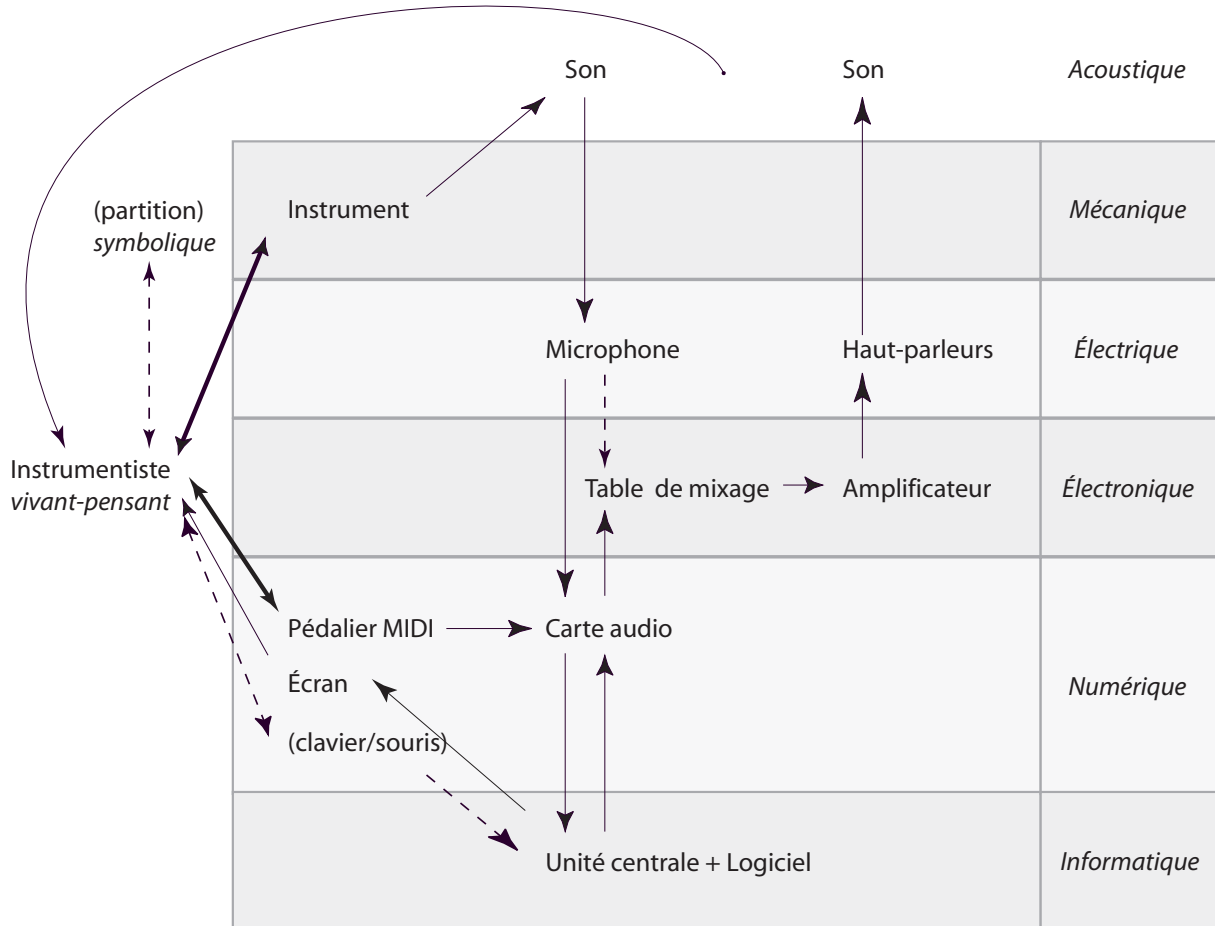 Son
Son
Acoustique
(partition)
symbolique
Instrument
Mécanique
Microphone
Haut-parleurs
Électrique
Instrumentiste
vivant-pensant
Table de mixage
Amplificateur
Électronique
Pédalier MIDI
Carte audio
Écran
Numérique
(clavier/souris)
Unité centrale + Logiciel
Informatique